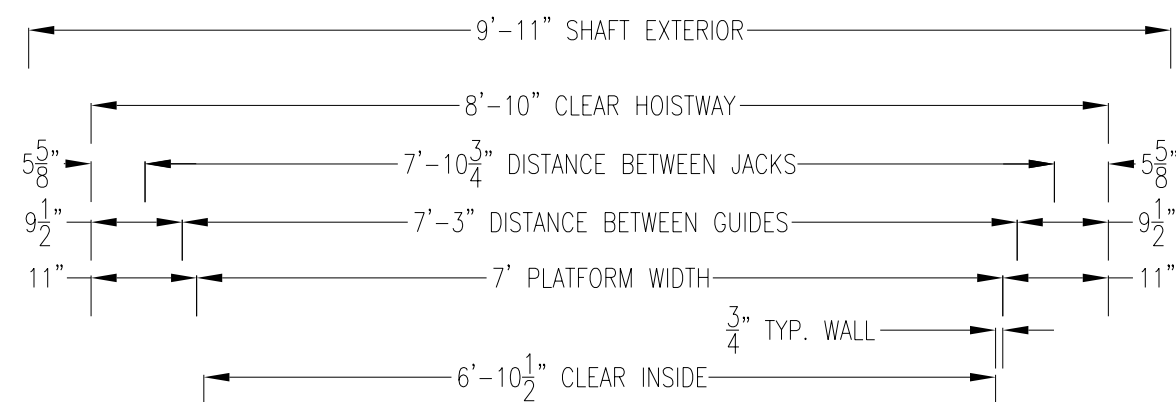 9'-11" SHAFT EXTERIOR
8'-10" CLEAR HOISTWAY
5 5/8" 7'-10 3/4" DISTANCE BETWEEN JACKS 5 5/8"
9 1/2" 7'-3" DISTANCE BETWEEN GUIDES 9 1/2"
11" 7' PLATFORM WIDTH 11"
3/4" TYP. WALL
6'-10 1/2" CLEAR INSIDE